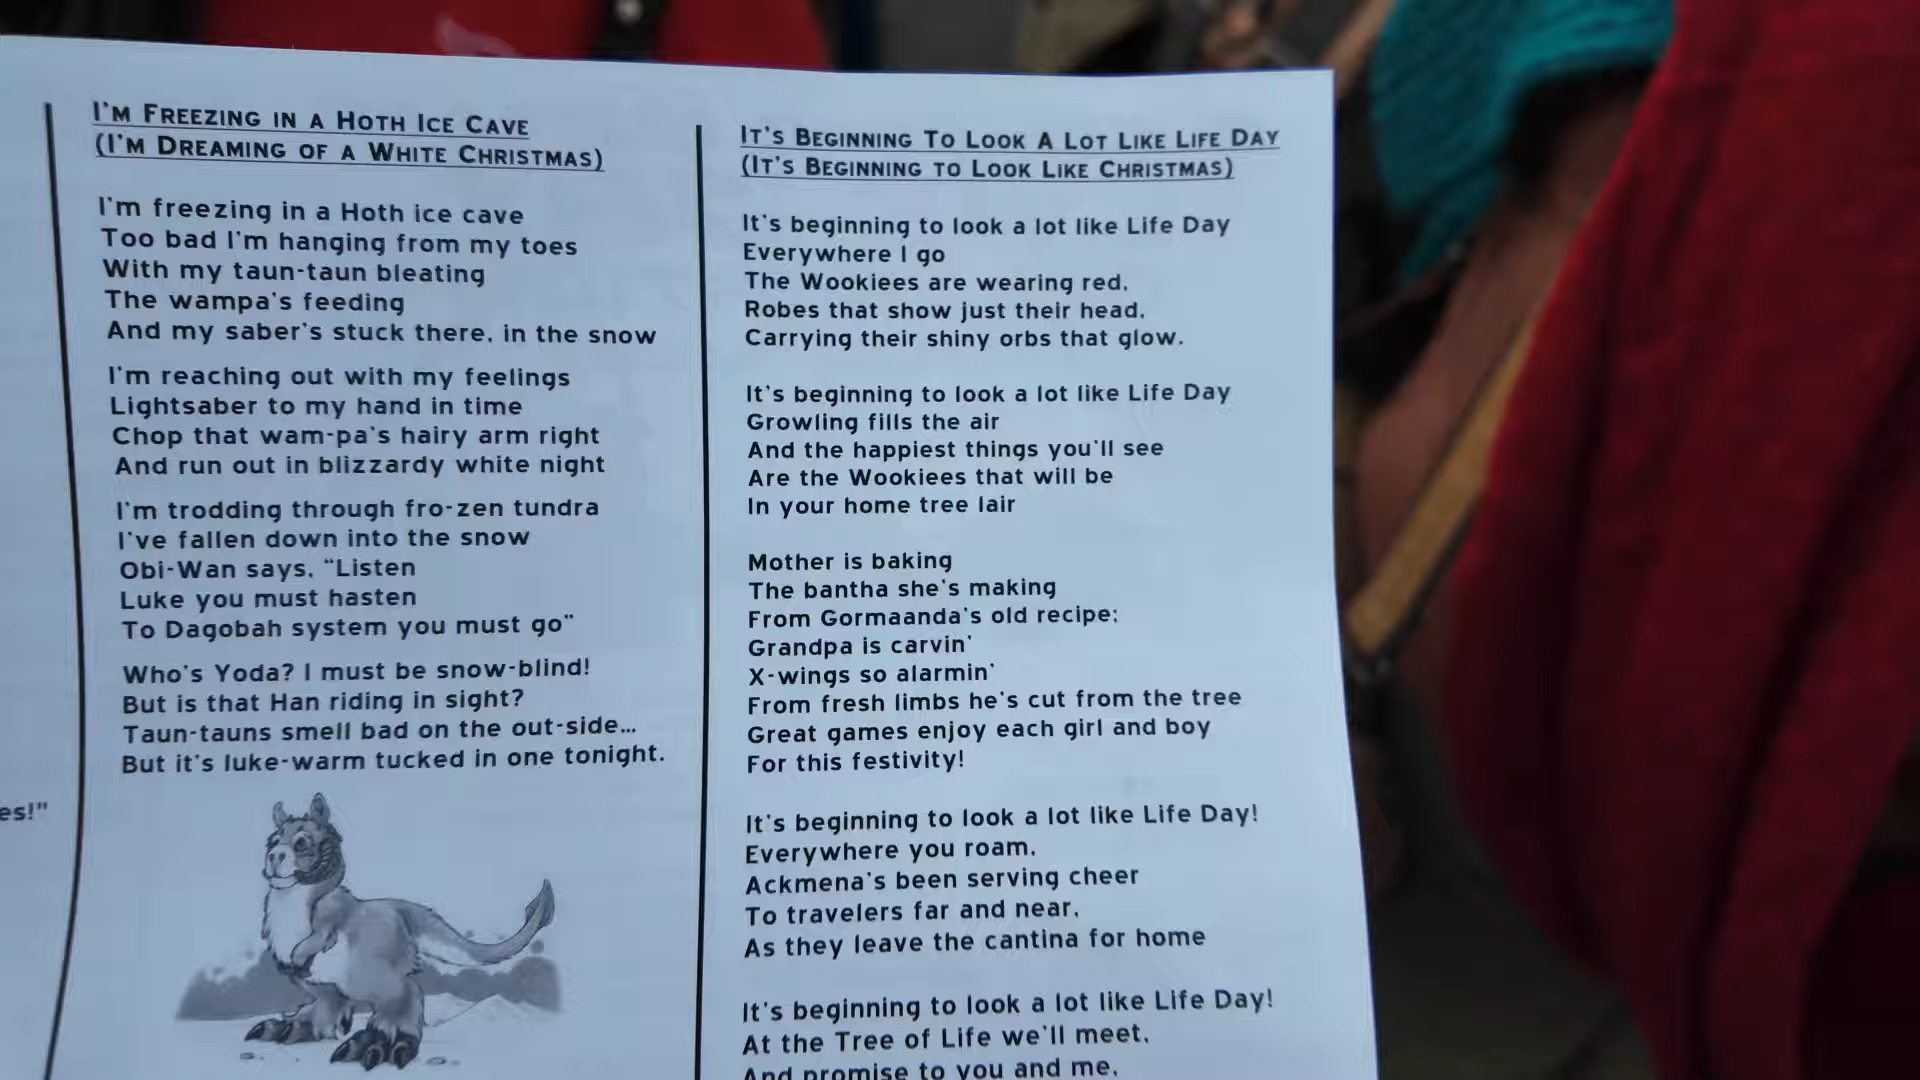 es!"
I'm Freezing in a Hoth Ice Cave
(I'm Dreaming of a White Christmas)
I'm freezing in a Hoth ice cave
Too bad I'm hanging from my toes
With my taun-taun bleating
The wampa's feeding
And my saber's stuck there, in the snow
I'm reaching out with my feelings
Lightsaber to my hand in time
Chop that wam-pa's hairy arm right
And run out in blizzardy white night
I'm trodding through fro-zen tundra
I've fallen down into the snow
Obi-Wan says, "Listen
Luke you must hasten
To Dagobah system you must go"
Who's Yoda? I must be snow-blind!
But is that Han riding in sight?
Taun-tauns smell bad on the out-side...
But it's luke-warm tucked in one tonight.
It's Beginning To Look A Lot Like Life Day
(It's Beginning to Look Like Christmas)
It's beginning to look a lot like Life Day
Everywhere I go
The Wookiees are wearing red,
Robes that show just their head,
Carrying their shiny orbs that glow.
It's beginning to look a lot like Life Day
Growling fills the air
And the happiest things you'll see
Are the Wookiees that will be
In your home tree lair
Mother is baking
The bantha she's making
From Gormaanda's old recipe;
Grandpa is carvin'
X-wings so alarmin'
From fresh limbs he's cut from the tree
Great games enjoy each girl and boy
For this festivity!
It's beginning to look a lot like Life Day!
Everywhere you roam,
Ackmena's been serving cheer
To travelers far and near,
As they leave the cantina for home
It's beginning to look a lot like Life Day!
At the Tree of Life we'll meet,
And promise to you and me,